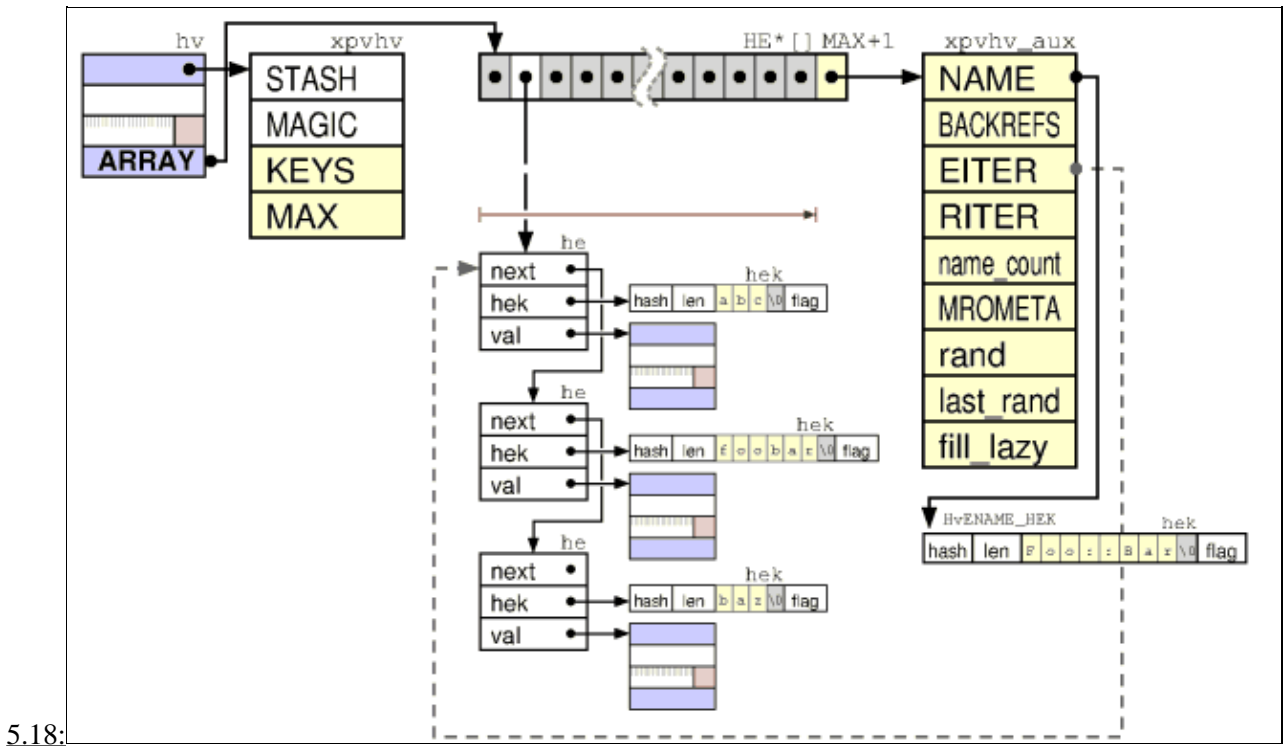 hv
xpvhv
HE*[] MAX+1
xpvhv_aux
STASH
MAGIC
KEYS
MAX
ARRAY
NAME
BACKREFS
EITER
RITER
name_count
MROMETA
rand
last_rand
fill_lazy
he
next
hek
val
hek
hash len a b c \0 flag
he
next
hek
val
hek
hash len f o o b a r \0 flag
he
next
hek
val
hek
hash len b a z \0 flag
HvENAME_HEK
hek
hash len F o o : : B a r \0 flag
5.18: